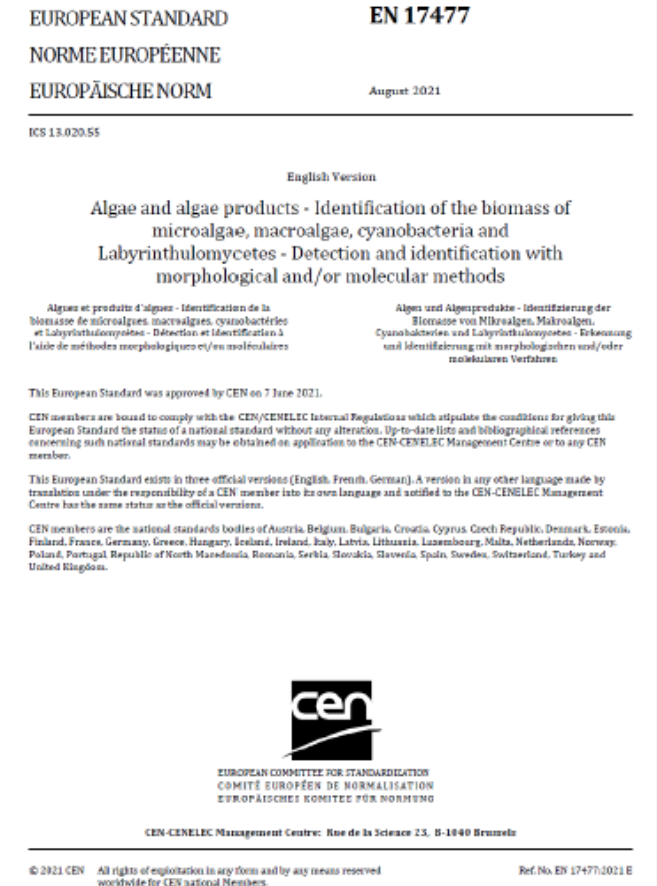 EUROPEAN STANDARD
NORME EUROPÉENNE
EUROPÄISCHE NORM
EN 17477
August 2021
ICS 13.020.55
English Version
Algae and algae products - Identification of the biomass of
microalgae, macroalgae, cyanobacteria and
Labyrinthulomycetes - Detection and identification with
morphological and/or molecular methods
Algues et produits d'algues - Identification de la
biomasse de microalgues, macroalgues, cyanobactéries
et Labyrinthulomycètes - Détection et identification à
l'aide de méthodes morphologiques et/ou moléculaires
Algen und Algenprodukte - Identifizierung der
Biomasse von Mikroalgen, Makroalgen,
Cyanobakterien und Labyrinthulomycetes - Erkennung
und Identifizierung mit morphologischen und/oder
molekularen Verfahren
This European Standard was approved by CEN on 7 June 2021.
CEN members are bound to comply with the CEN/CENELEC Internal Regulations which stipulate the conditions for giving this
European Standard the status of a national standard without any alteration. Up-to-date lists and bibliographical references
concerning such national standards may be obtained on application to the CEN-CENELEC Management Centre or to any CEN
member.
This European Standard exists in three official versions (English, French, German). A version in any other language made by
translation under the responsibility of a CEN member into its own language and notified to the CEN-CENELEC Management
Centre has the same status as the official versions.
CEN members are the national standards bodies of Austria, Belgium, Bulgaria, Croatia, Cyprus, Czech Republic, Denmark, Estonia,
Finland, France, Germany, Greece, Hungary, Iceland, Ireland, Italy, Latvia, Lithuania, Luxembourg, Malta, Netherlands, Norway,
Poland, Portugal, Republic of North Macedonia, Romania, Serbia, Slovakia, Slovenia, Spain, Sweden, Switzerland, Turkey and
United Kingdom.
cen
EUROPEAN COMMITTEE FOR STANDARDIZATION
COMITÉ EUROPÉEN DE NORMALISATION
EUROPÄISCHES KOMITEE FÜR NORMUNG
CEN-CENELEC Management Centre: Rue de la Science 23, B-1040 Brussels
© 2021 CEN All rights of exploitation in any form and by any means reserved
worldwide for CEN national Members.
Ref. No. EN 17477:2021 E